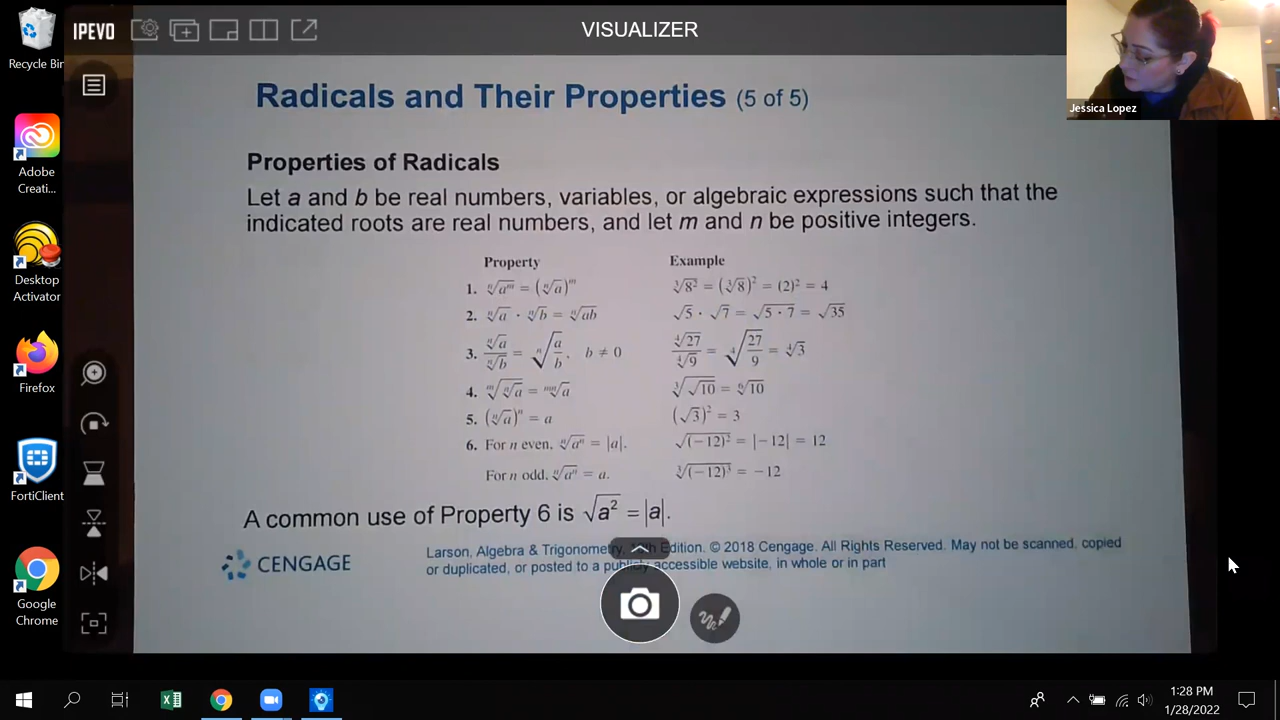 Recycle Bin
IPEVO
VISUALIZER
Jessica Lopez
Adobe
Creati...
Desktop
Activator
Firefox
FortiClient
Google
Chrome
Radicals and Their Properties (5 of 5)
Properties of Radicals
Let a and b be real numbers, variables, or algebraic expressions such that the
indicated roots are real numbers, and let m and n be positive integers.
Property Example
1. ⁿ√aᵐ = (ⁿ√a)ᵐ ³√8² = (³√8)² = (2)² = 4
2. ⁿ√a · ⁿ√b = ⁿ√ab √5 · √7 = √5 · 7 = √35
3. ⁿ√a / ⁿ√b = ⁿ√(a/b), b ≠ 0 ⁴√27 / ⁴√9 = ⁴√(27/9) = ⁴√3
4. ᵐ√ⁿ√a = ᵐⁿ√a ³√√10 = ⁶√10
5. (ⁿ√a)ⁿ = a (√3)² = 3
6. For n even, ⁿ√aⁿ = |a|. √(−12)² = |−12| = 12
For n odd, ⁿ√aⁿ = a. ³√(−12)³ = −12
A common use of Property 6 is √a² = |a|.
CENGAGE
Larson, Algebra & Trigonometry, Edition. © 2018 Cengage. All Rights Reserved. May not be scanned, copied
or duplicated, or posted to a publicly accessible website, in whole or in part
1:28 PM
1/28/2022